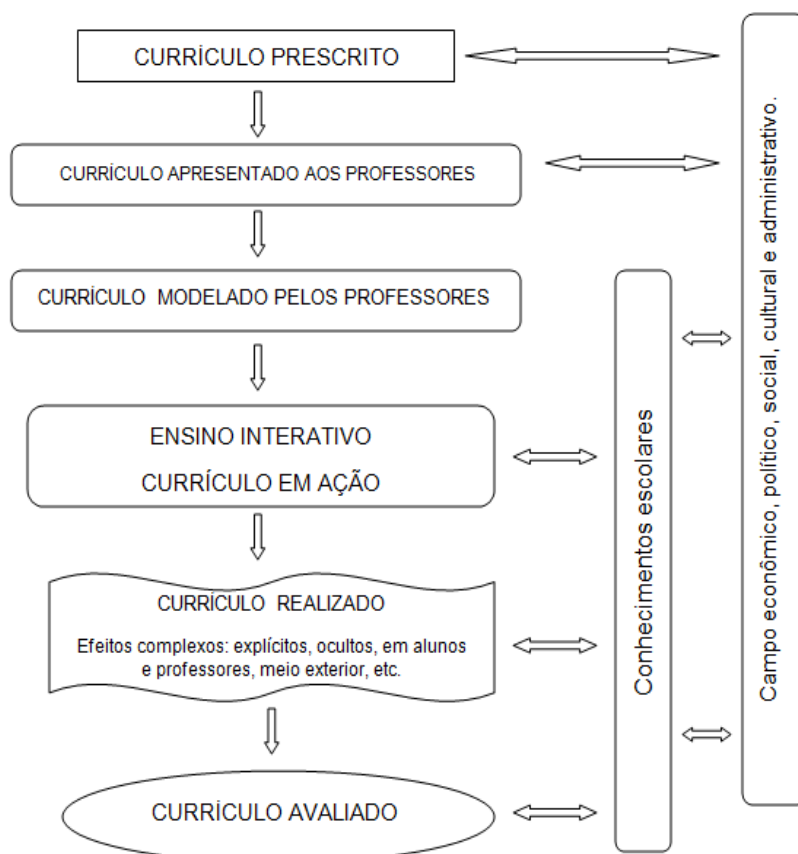 CURRÍCULO PRESCRITO
CURRÍCULO APRESENTADO AOS PROFESSORES
CURRÍCULO MODELADO PELOS PROFESSORES
ENSINO INTERATIVO
CURRÍCULO EM AÇÃO
CURRÍCULO REALIZADO
Efeitos complexos: explícitos, ocultos, em alunos
e professores, meio exterior, etc.
CURRÍCULO AVALIADO
Conhecimentos escolares
Campo econômico, político, social, cultural e administrativo.